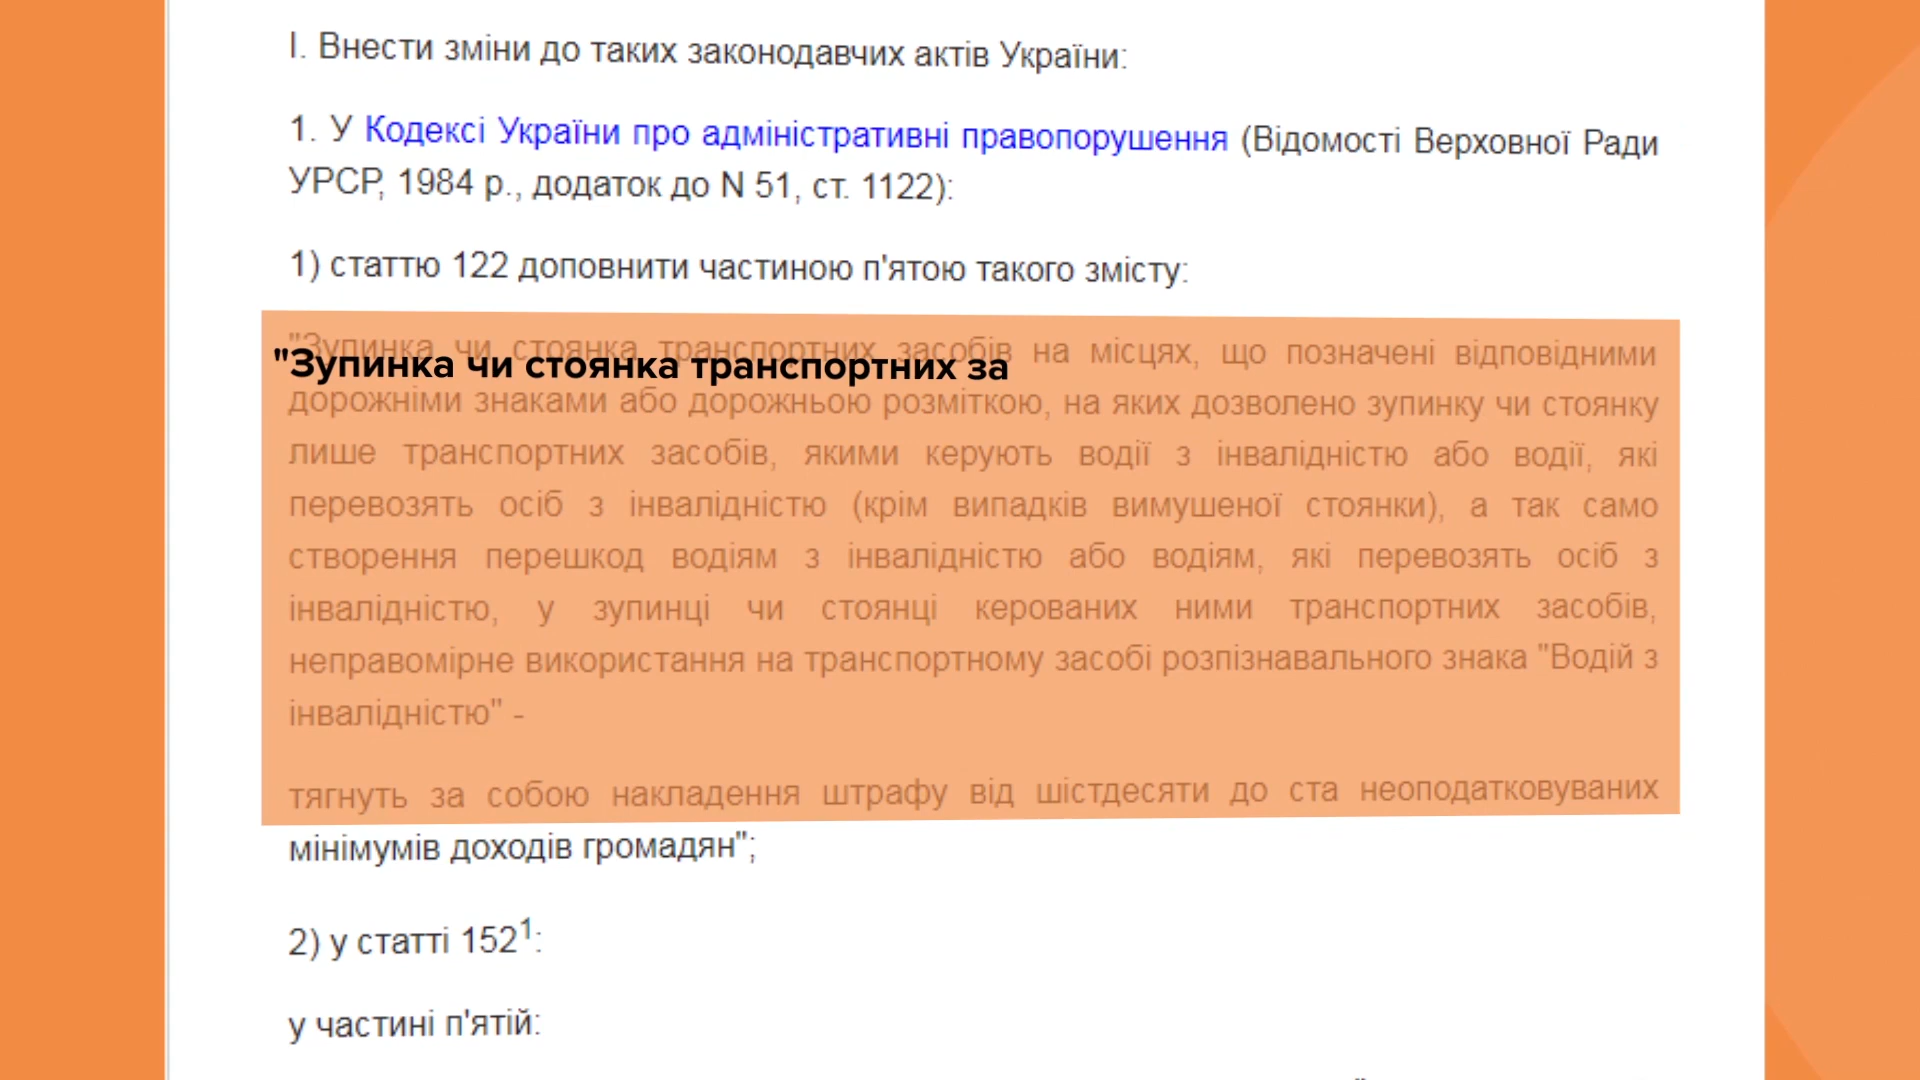 І. Внести зміни до таких законодавчих актів України:
1. У Кодексі України про адміністративні правопорушення (Відомості Верховної Ради
УРСР, 1984 р., додаток до N 51, ст. 1122):
1) статтю 122 доповнити частиною п'ятою такого змісту:
"Зупинка чи стоянка транспортних засобів на місцях, що позначені відповідними
"Зупинка чи стоянка транспортних за
дорожніми знаками або дорожньою розміткою, на яких дозволено зупинку чи стоянку
лише транспортних засобів, якими керують водії з інвалідністю або водії, які
перевозять осіб з інвалідністю (крім випадків вимушеної стоянки), а так само
створення перешкод водіям з інвалідністю або водіям, які перевозять осіб з
інвалідністю, у зупинці чи стоянці керованих ними транспортних засобів,
неправомірне використання на транспортному засобі розпізнавального знака "Водій з
інвалідністю" -
тягнуть за собою накладення штрафу від шістдесяти до ста неоподатковуваних
мінімумів доходів громадян";
2) у статті 152¹:
у частині п'ятій: